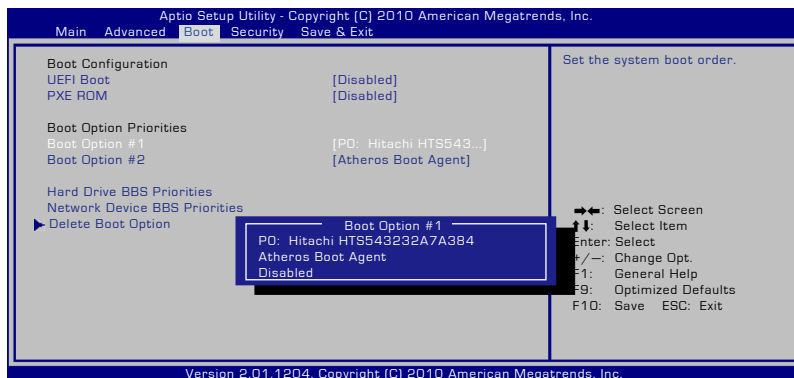 Aptio Setup Utility - Copyright (C) 2010 American Megatrends, Inc.
Main Advanced Boot Security Save & Exit
Boot Configuration
UEFI Boot [Disabled]
PXE ROM [Disabled]
Boot Option Priorities
Boot Option #1 [P0: Hitachi HTS543...]
Boot Option #2 [Atheros Boot Agent]
Hard Drive BBS Priorities
Network Device BBS Priorities
Delete Boot Option
Boot Option #1
P0: Hitachi HTS543232A7A384
Atheros Boot Agent
Disabled
Set the system boot order.
→←: Select Screen
↑↓: Select Item
Enter: Select
+/—: Change Opt.
F1: General Help
F9: Optimized Defaults
F10: Save ESC: Exit
Version 2.01.1204. Copyright (C) 2010 American Megatrends, Inc.